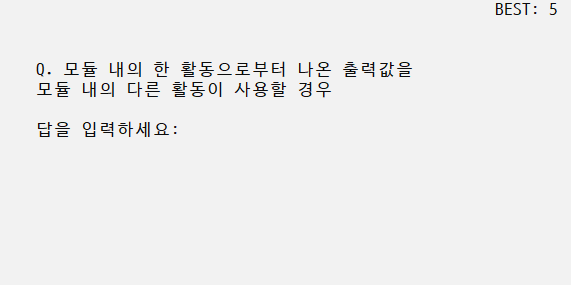 BEST: 5
Q. 모듈 내의 한 활동으로부터 나온 출력값을
모듈 내의 다른 활동이 사용할 경우
답을 입력하세요: